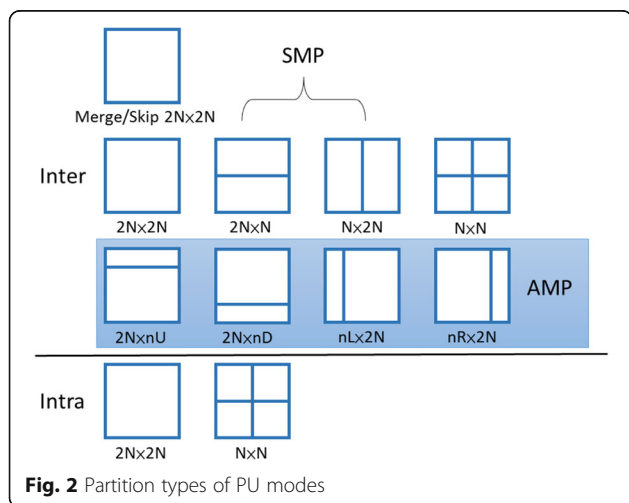 SMP
Merge/Skip 2N×2N
Inter
2N×2N 2N×N N×2N N×N
AMP
2N×nU 2N×nD nL×2N nR×2N
Intra
2N×2N N×N
Fig. 2 Partition types of PU modes